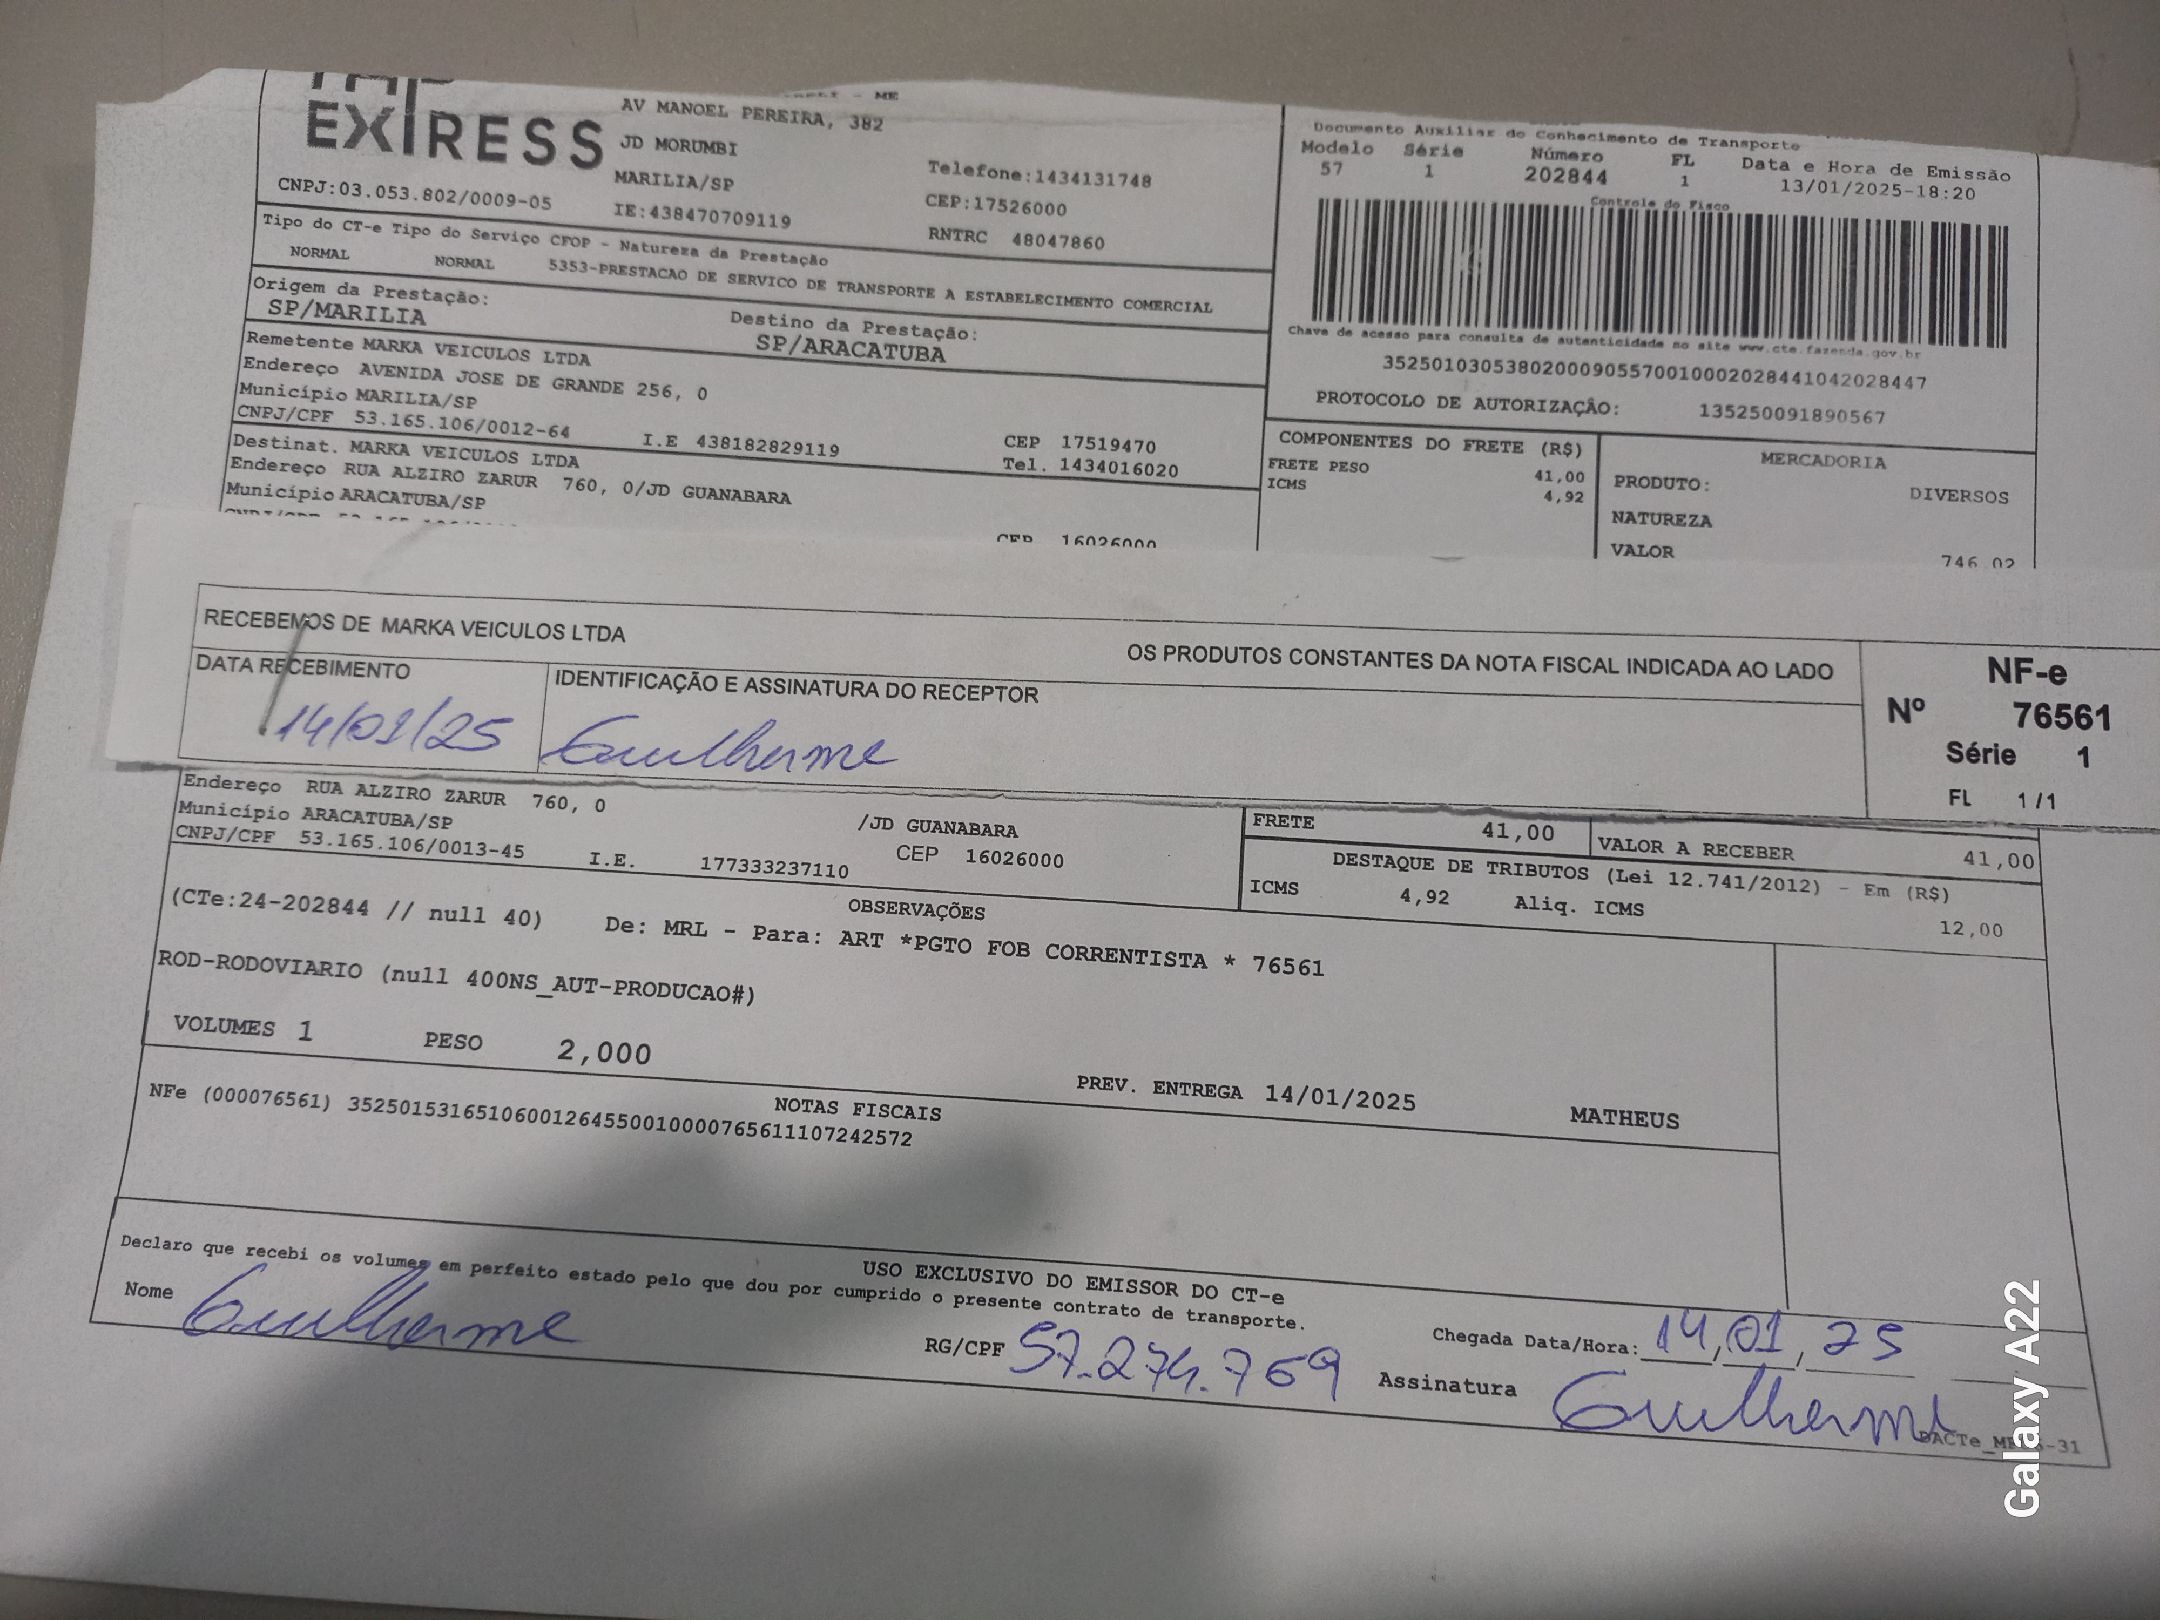 EXPRESS
ME
AV MANOEL PEREIRA, 382
JD MORUMBI
MARILIA/SP
Telefone:1434131748
CNPJ:03.053.802/0009-05
IE:438470709119
CEP:17526000
RNTRC 48047860
Documento Auxiliar do Conhecimento de Transporte
Modelo Série Número FL Data e Hora de Emissão
57 1 202844 1 13/01/2025-18:20
Controle do Fisco
Tipo do CT-e Tipo do Serviço CFOP - Natureza da Prestação
NORMAL NORMAL 5353-PRESTACAO DE SERVICO DE TRANSPORTE A ESTABELECIMENTO COMERCIAL
Origem da Prestação:
SP/MARILIA
Destino da Prestação:
SP/ARACATUBA
Chave de acesso para consulta de autenticidade no site www.cte.fazenda.gov.br
35250103053802000905570010002028441042028447
PROTOCOLO DE AUTORIZAÇÃO: 135250091890567
Remetente MARKA VEICULOS LTDA
Endereço AVENIDA JOSE DE GRANDE 256, 0
Município MARILIA/SP
CNPJ/CPF 53.165.106/0012-64 I.E 438182829119
CEP 17519470
Tel. 1434016020
Destinat. MARKA VEICULOS LTDA
Endereço RUA ALZIRO ZARUR 760, 0/JD GUANABARA
Município ARACATUBA/SP
CEP 16026000
COMPONENTES DO FRETE (R$)
FRETE PESO 41,00
ICMS 4,92
MERCADORIA
PRODUTO: DIVERSOS
NATUREZA
VALOR 746,02
RECEBEMOS DE MARKA VEICULOS LTDA OS PRODUTOS CONSTANTES DA NOTA FISCAL INDICADA AO LADO
DATA RECEBIMENTO
14/01/25
IDENTIFICAÇÃO E ASSINATURA DO RECEPTOR
Guilherme
NF-e
Nº 76561
Série 1
FL 1/1
Endereço RUA ALZIRO ZARUR 760, 0 /JD GUANABARA
Município ARACATUBA/SP CEP 16026000
CNPJ/CPF 53.165.106/0013-45 I.E. 177333237110
FRETE 41,00 VALOR A RECEBER 41,00
DESTAQUE DE TRIBUTOS (Lei 12.741/2012) - Em (R$)
ICMS 4,92 Aliq. ICMS 12,00
OBSERVAÇÕES
(CTe:24-202844 // null 40) De: MRL - Para: ART *PGTO FOB CORRENTISTA * 76561
ROD-RODOVIARIO (null 400NS_AUT-PRODUCAO#)
VOLUMES 1 PESO 2,000
PREV. ENTREGA 14/01/2025 MATHEUS
NOTAS FISCAIS
NFe (000076561) 35250153165106001264550010000765611107242572
USO EXCLUSIVO DO EMISSOR DO CT-e
Declaro que recebi os volumes em perfeito estado pelo que dou por cumprido o presente contrato de transporte.
Nome Guilherme
RG/CPF 57.274.769
Chegada Data/Hora: 14,01,25
Assinatura Guilherme
Galaxy A22